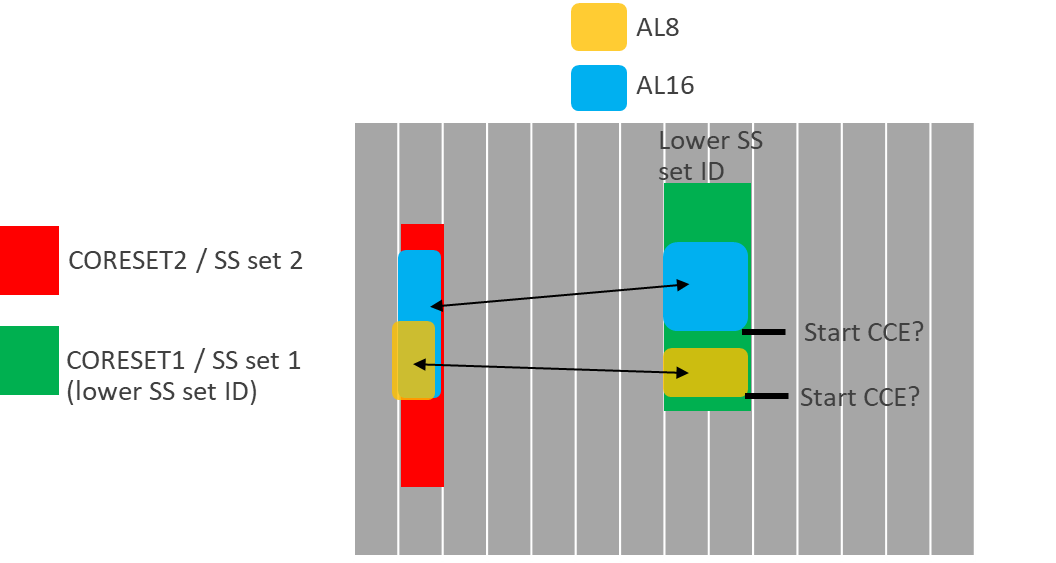 AL8
AL16
Lower SS
set ID
CORESET2 / SS set 2
CORESET1 / SS set 1
(lower SS set ID)
Start CCE?
Start CCE?